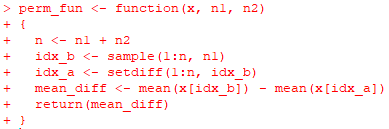 > perm_fun <- function(x, n1, n2)
+ {
+   n <- n1 + n2
+   idx_b <- sample(1:n, n1)
+   idx_a <- setdiff(1:n, idx_b)
+   mean_diff <- mean(x[idx_b]) - mean(x[idx_a])
+   return(mean_diff)
+ }